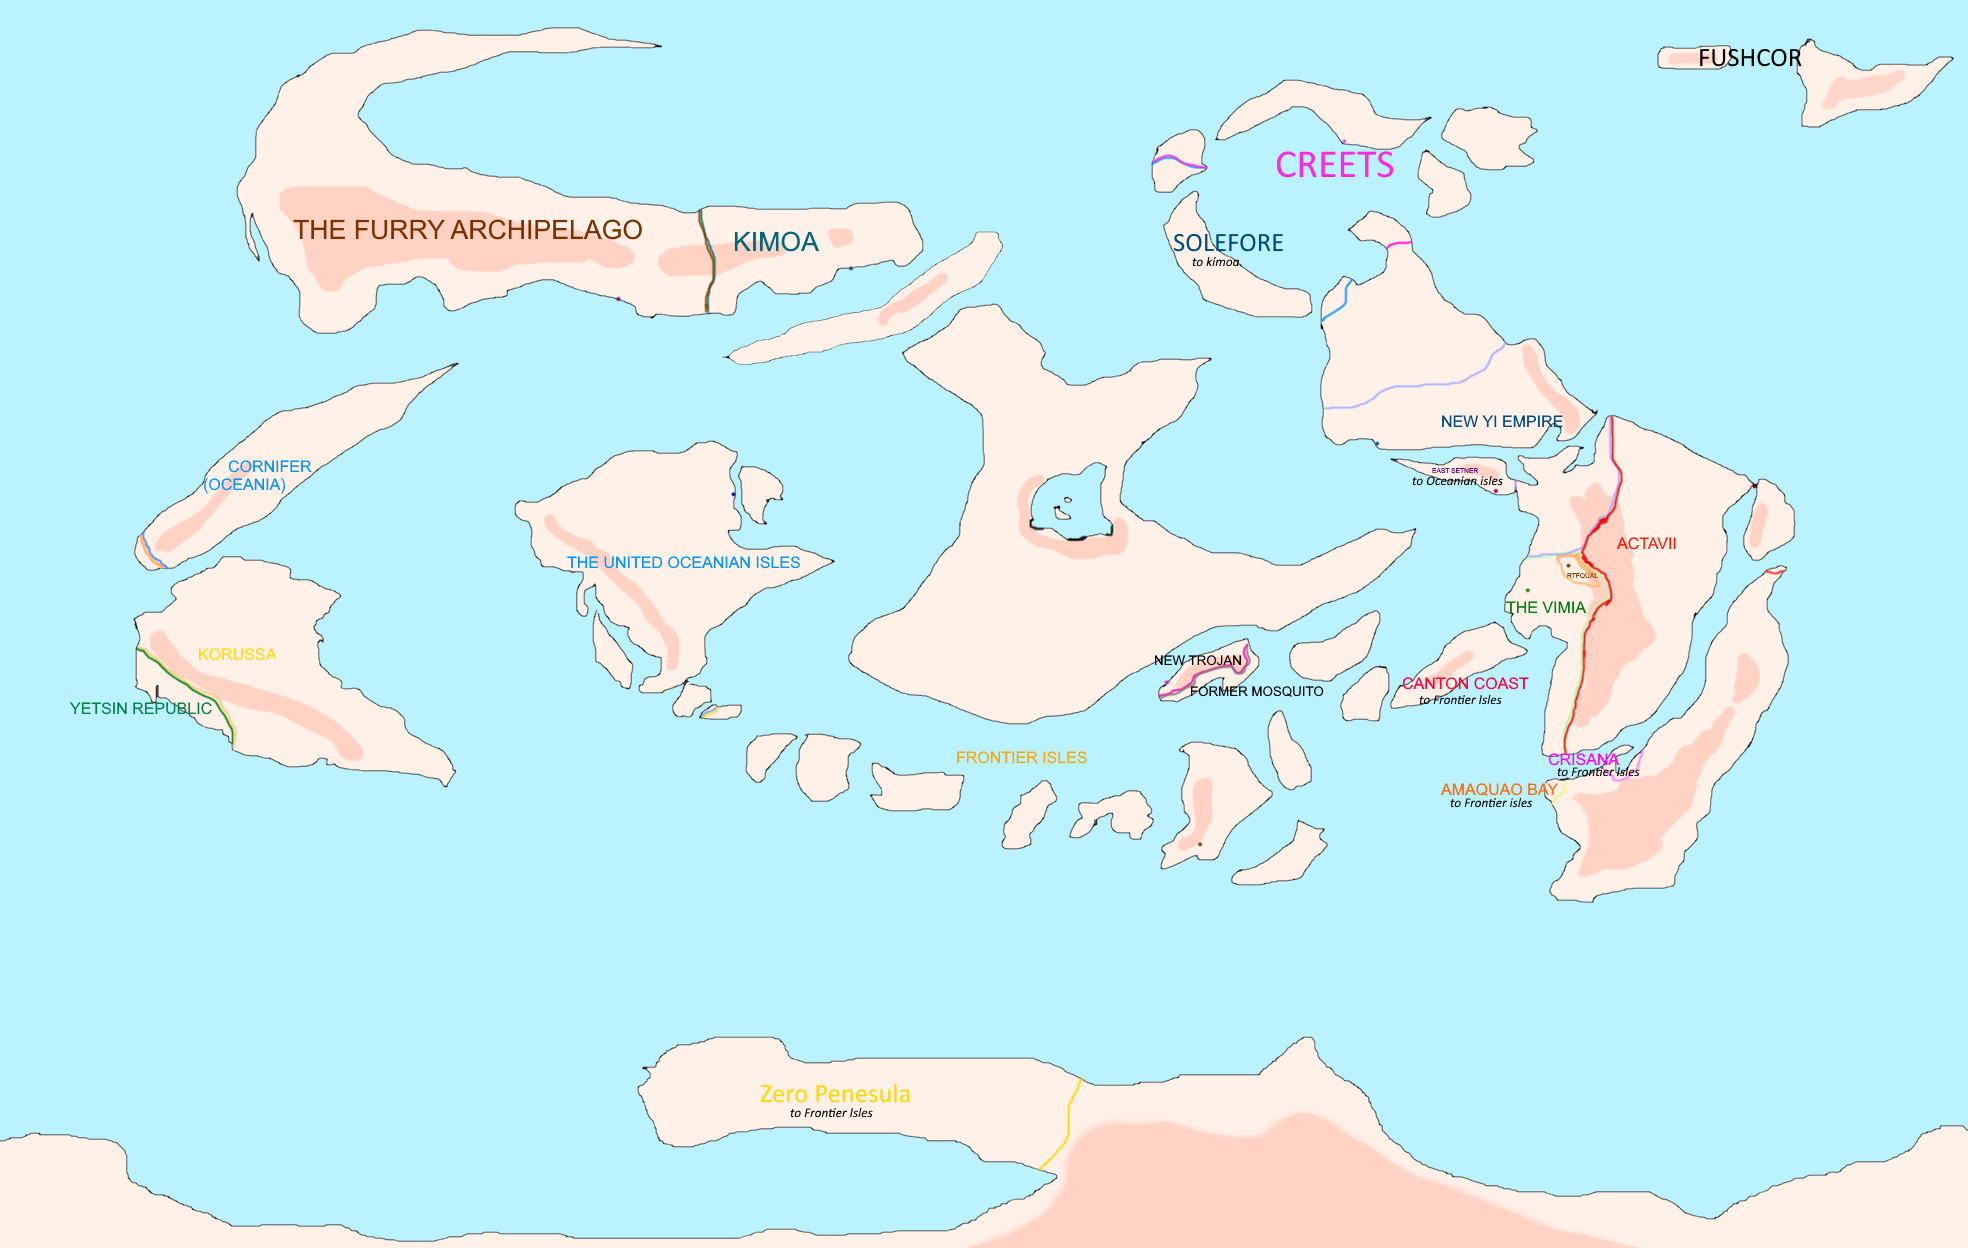 FUSHCOR
CREETS
THE FURRY ARCHIPELAGO
KIMOA
SOLEFORE
to kimoa
NEW YI EMPIRE
CORNIFER
(OCEANIA)
EAST SETNER
to Oceanian isles
ACTAVII
THE UNITED OCEANIAN ISLES
RTFQUAL
THE VIMIA
KORUSSA
NEW TROJAN
FORMER MOSQUITO
CANTON COAST
to Frontier Isles
YETSIN REPUBLIC
FRONTIER ISLES
CRISANA
to Frontier Isles
AMAQUAO BAY
to Frontier isles
Zero Penesula
to Frontier Isles